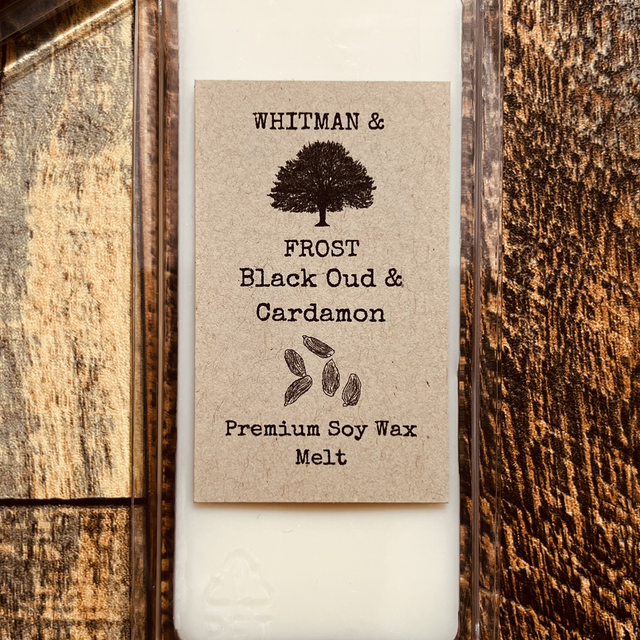 WHITMAN &
FROST
Black Oud &
Cardamon
Premium Soy Wax
Melt